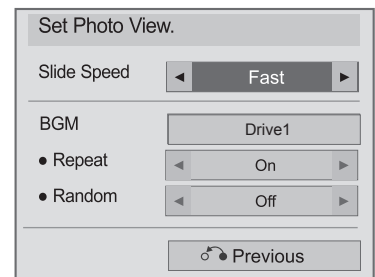 Set Photo View.
Slide Speed ◄ Fast ►
BGM Drive1
● Repeat ◄ On ►
● Random ◄ Off ►
Previous